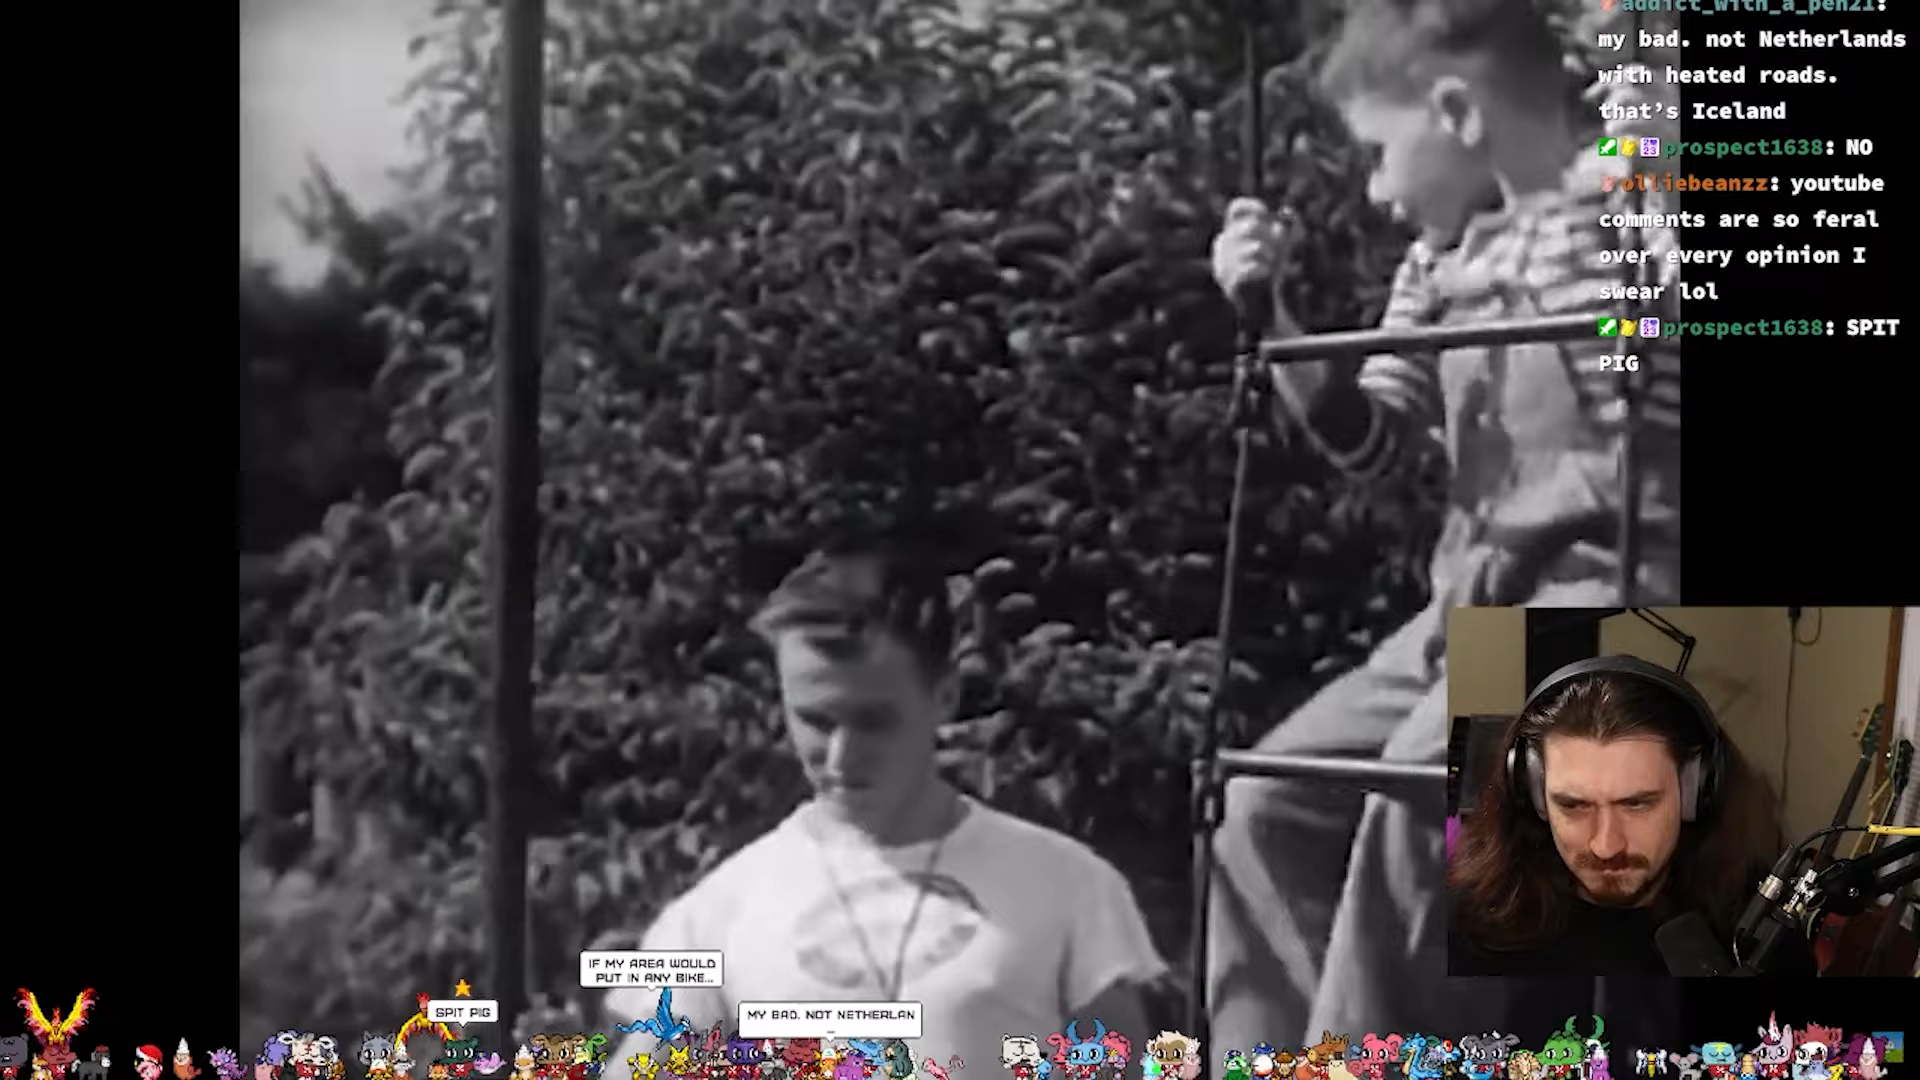 addict_with_a_pen21:
my bad. not Netherlands
with heated roads.
that's Iceland
prospect1638: NO
olliebeanzz: youtube
comments are so feral
over every opinion I
swear lol
prospect1638: SPIT
PIG
IF MY AREA WOULD
PUT IN ANY BIKE...
SPIT PIG
MY BAD. NOT NETHERLAN